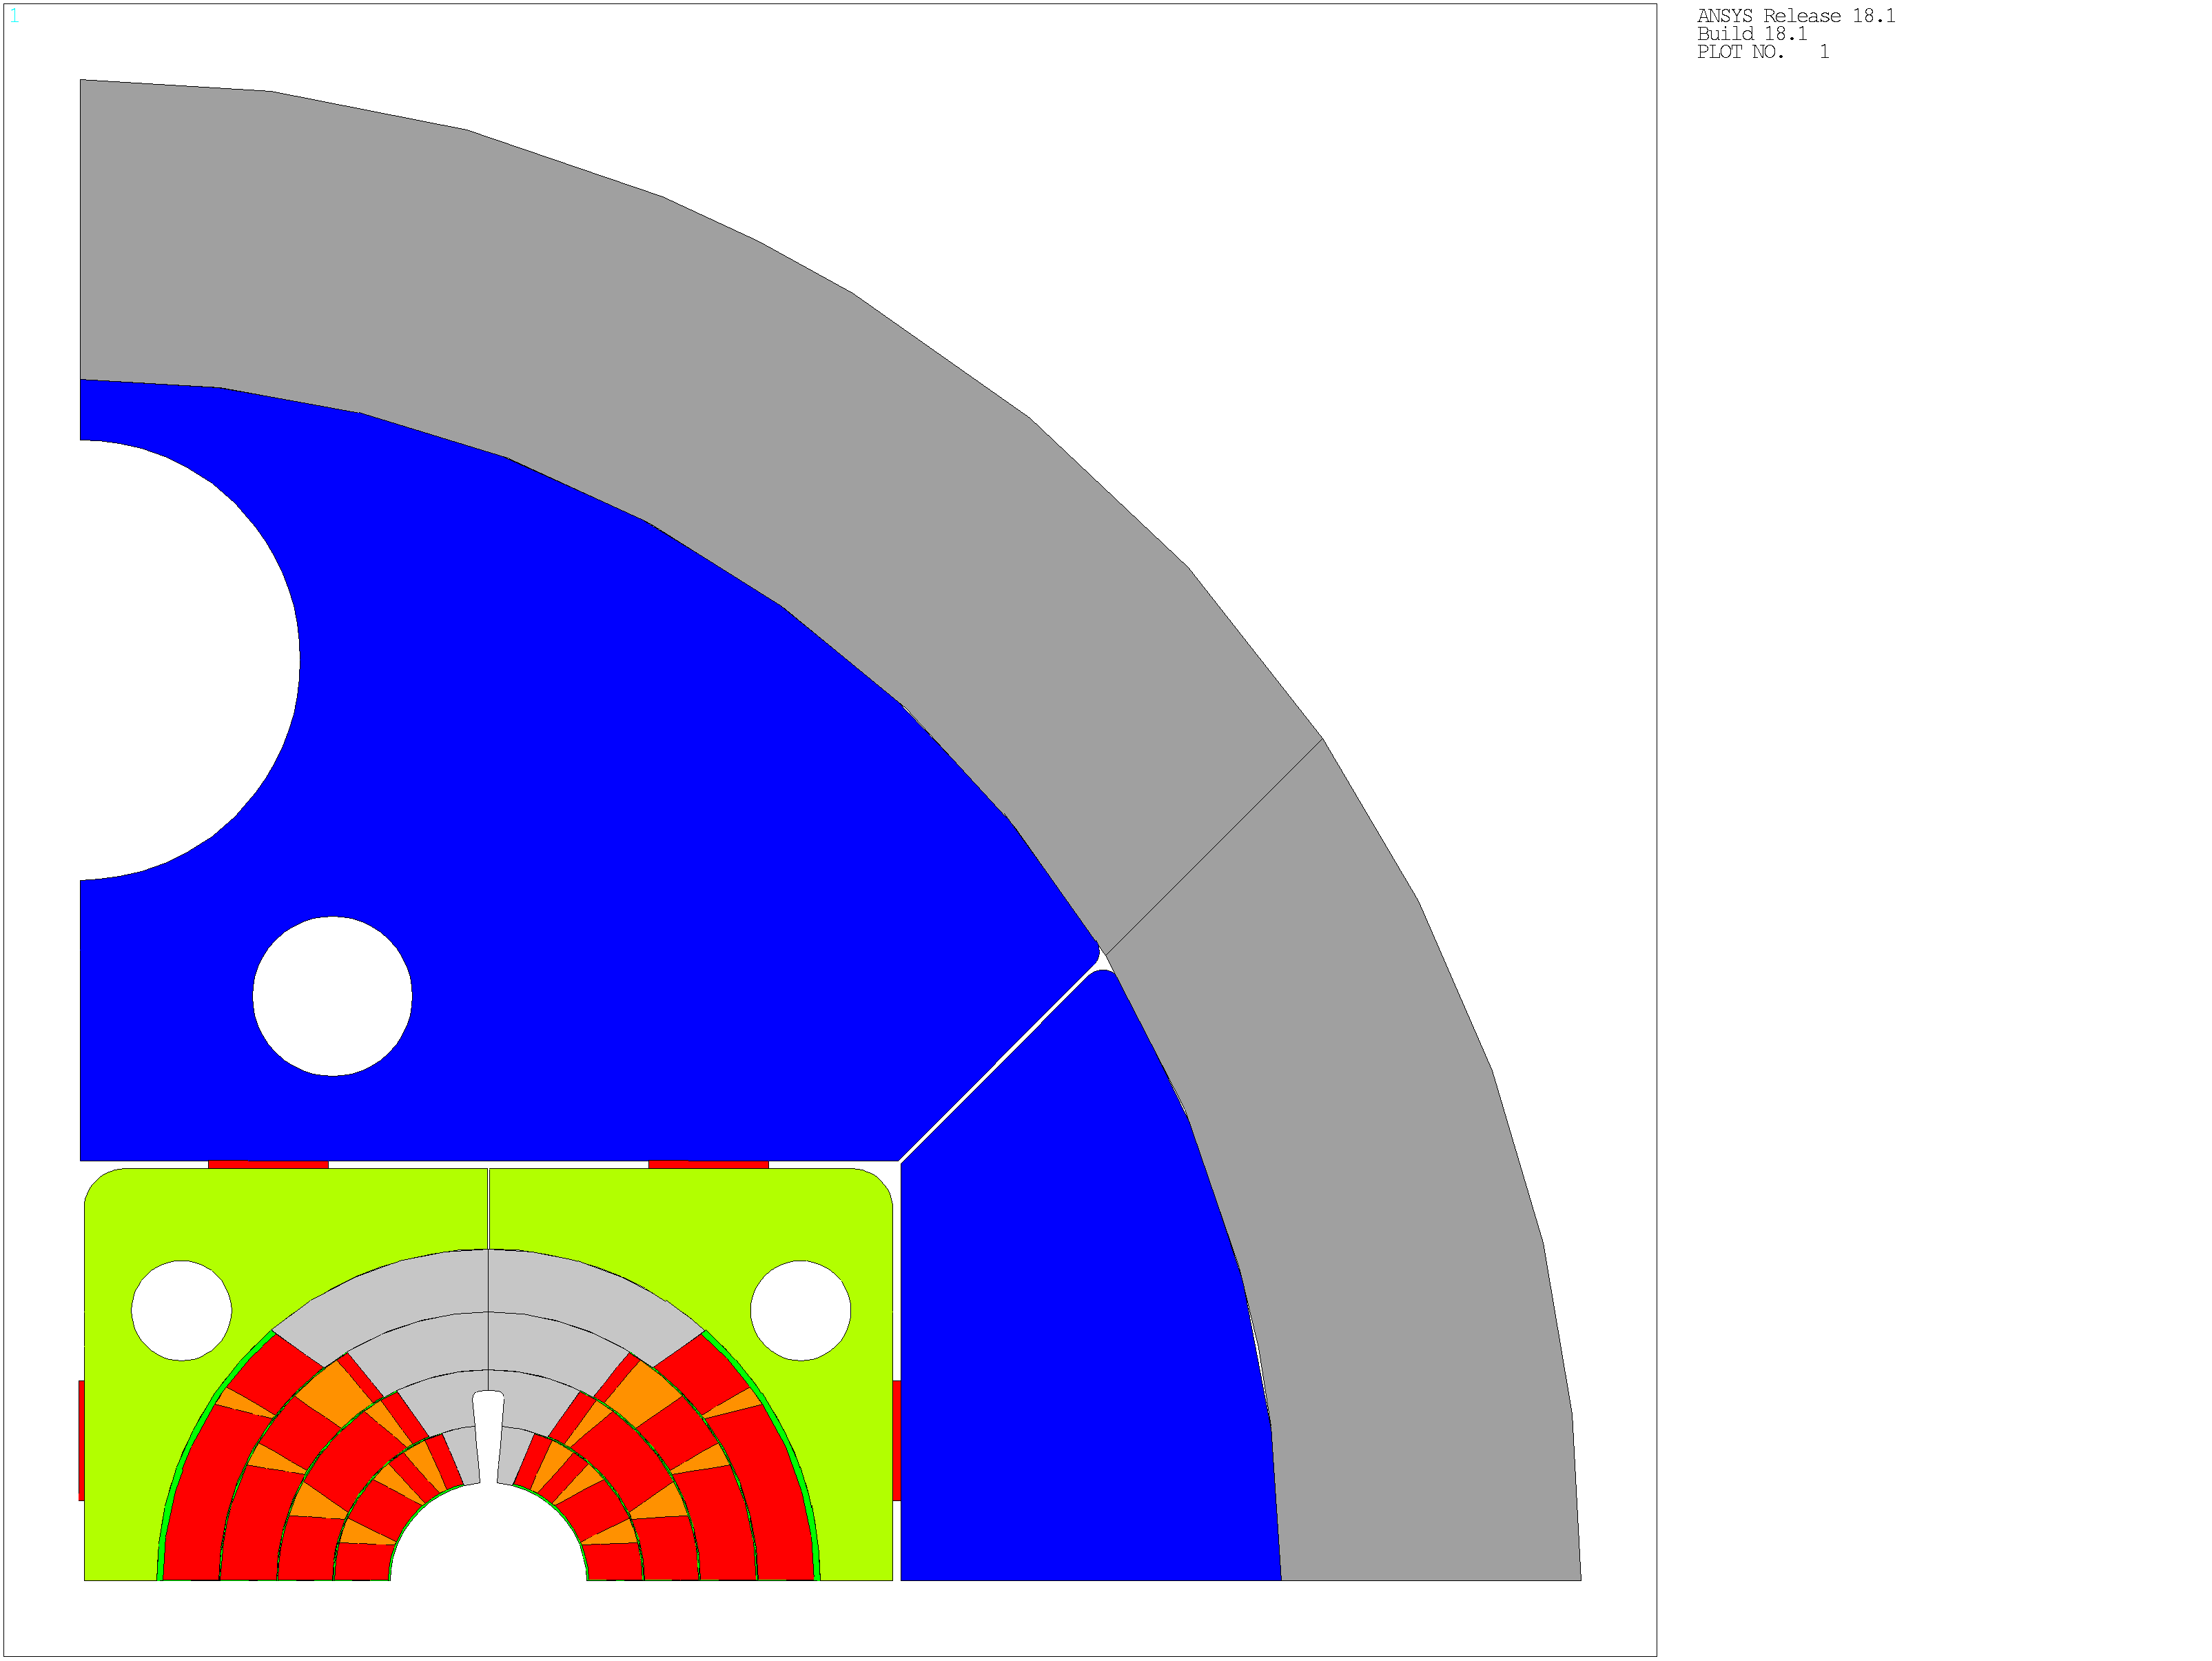 1
ANSYS Release 18.1
Build 18.1
PLOT NO.   1